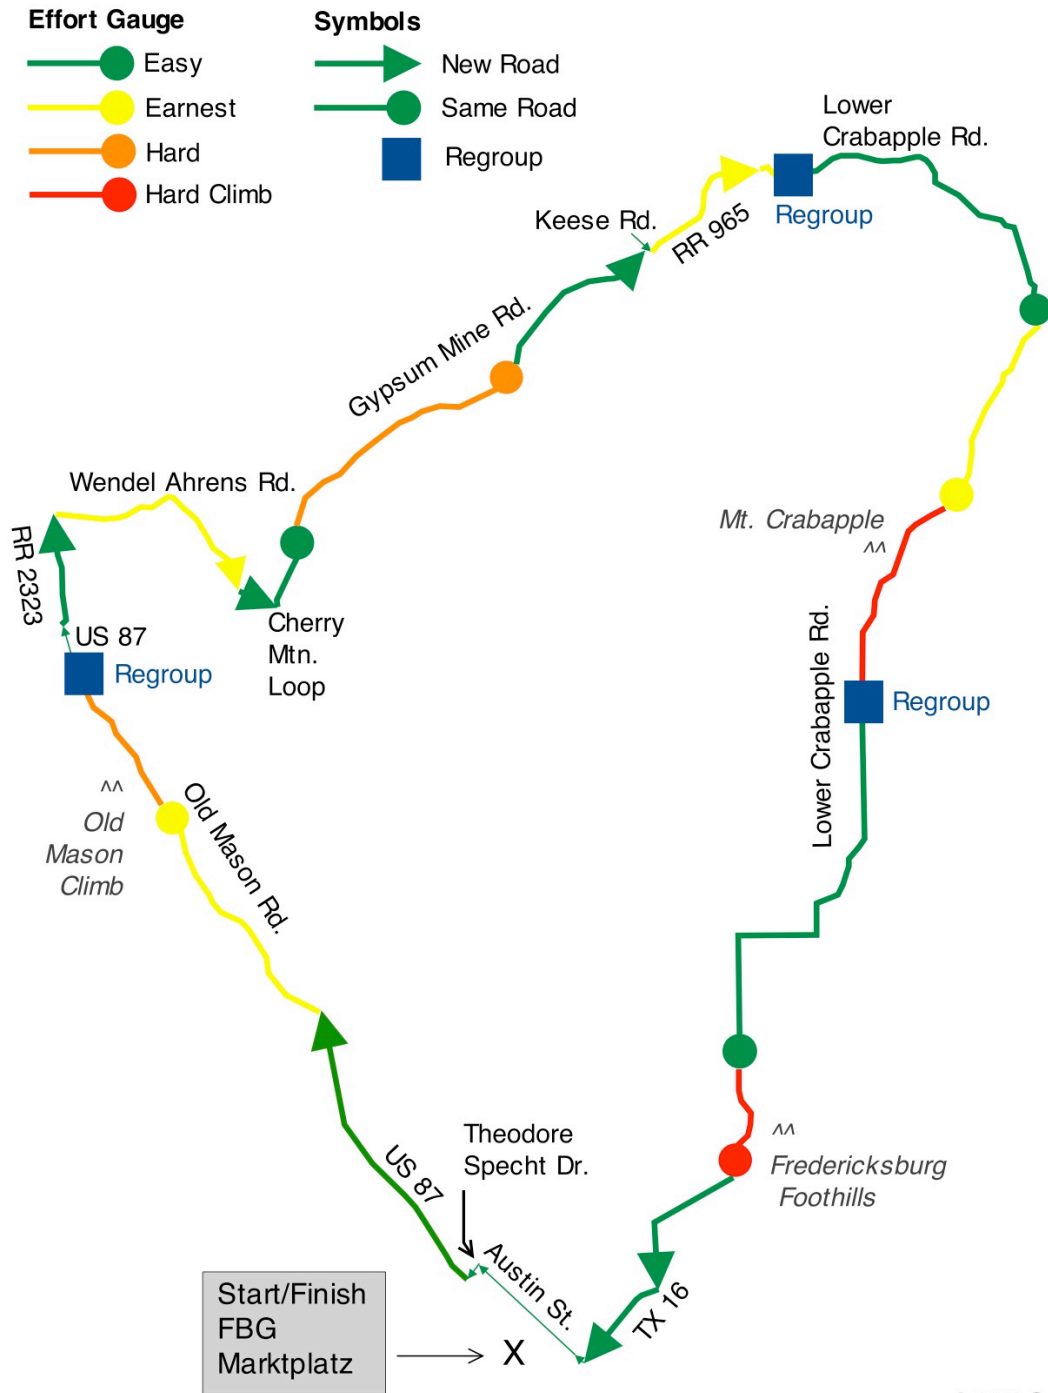 Effort Gauge
Easy
Earnest
Hard
Hard Climb
Symbols
New Road
Same Road
Regroup
Lower
Crabapple Rd.
Regroup
Keese Rd.
RR 965
Gypsum Mine Rd.
Wendel Ahrens Rd.
RR 2323
US 87
Regroup
Cherry
Mtn.
Loop
Mt. Crabapple
^^
Lower Crabapple Rd.
Regroup
^^
Old
Mason
Climb
Old Mason Rd.
Theodore
Specht Dr.
US 87
Austin St.
^^
Fredericksburg
Foothills
TX 16
Start/Finish
FBG
Marktplatz
X